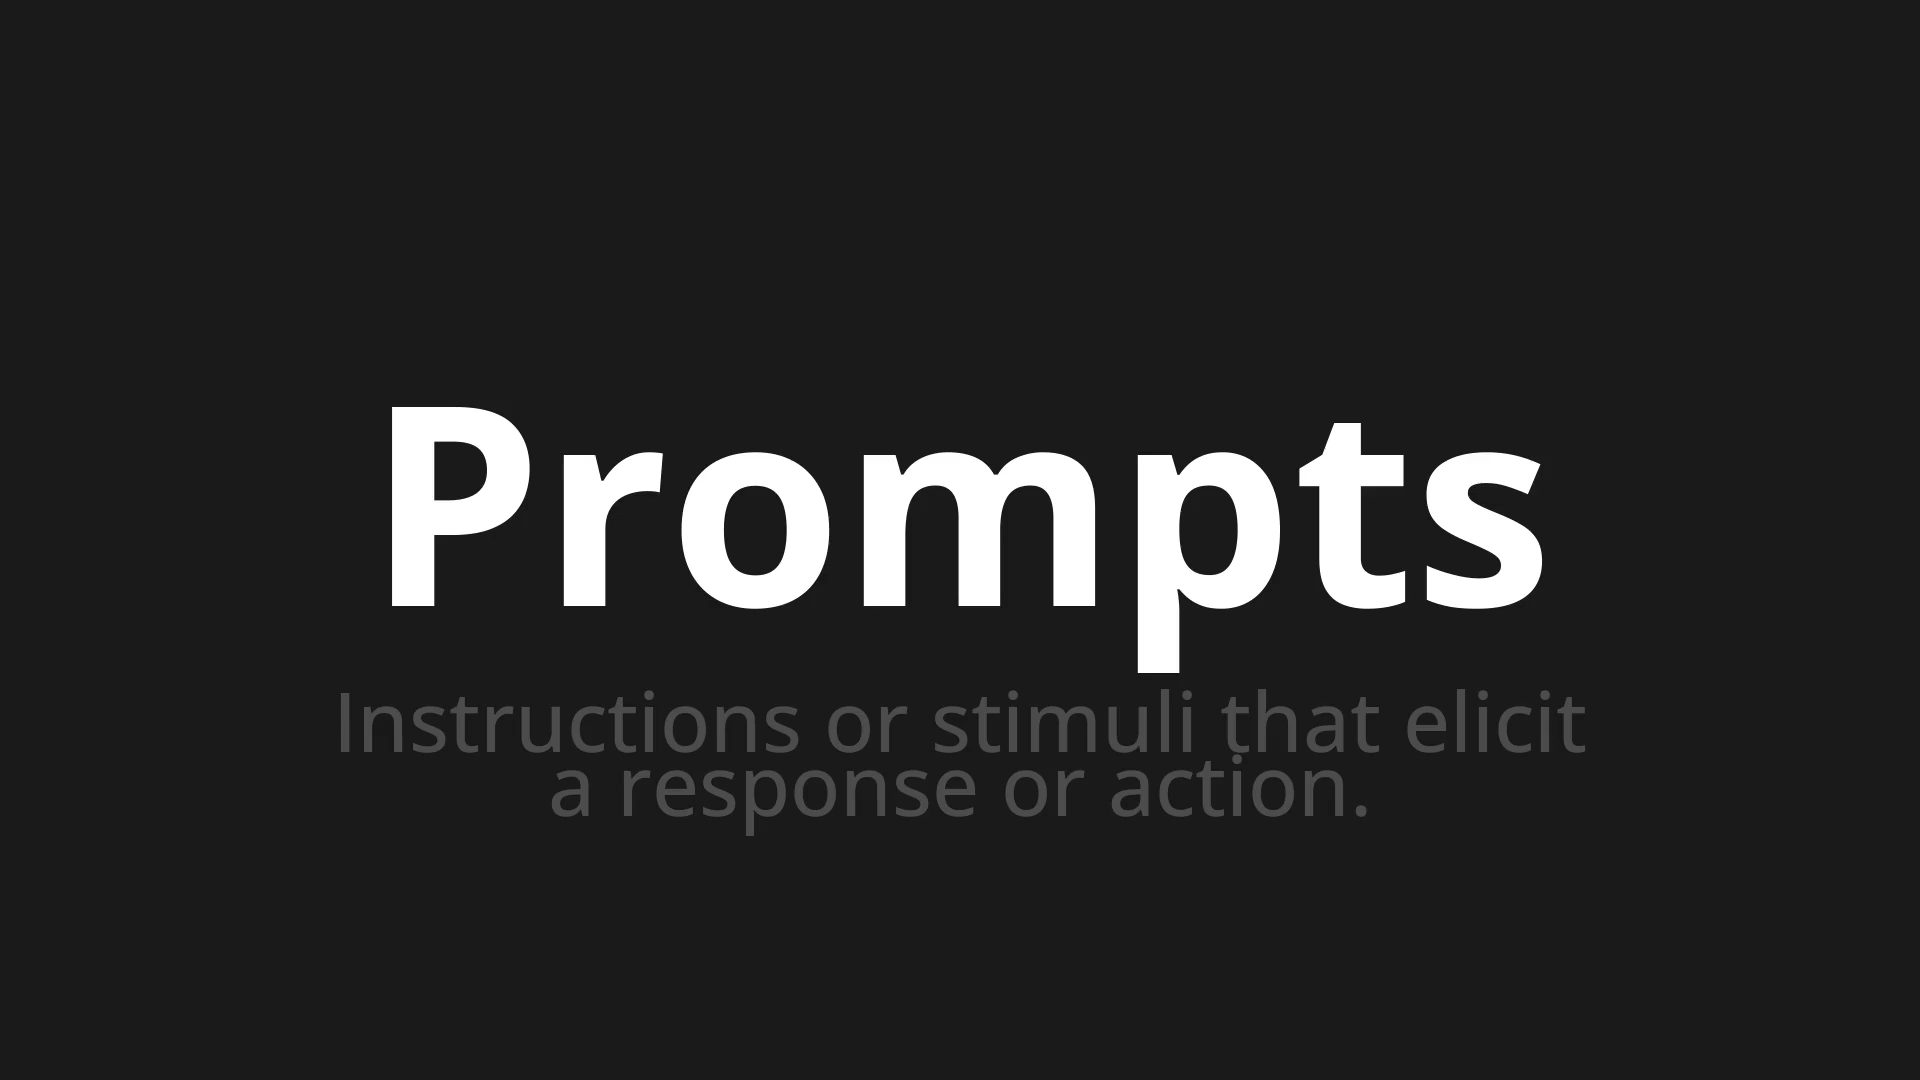 Prompts
Instructions or stimuli that elicit
a response or action.